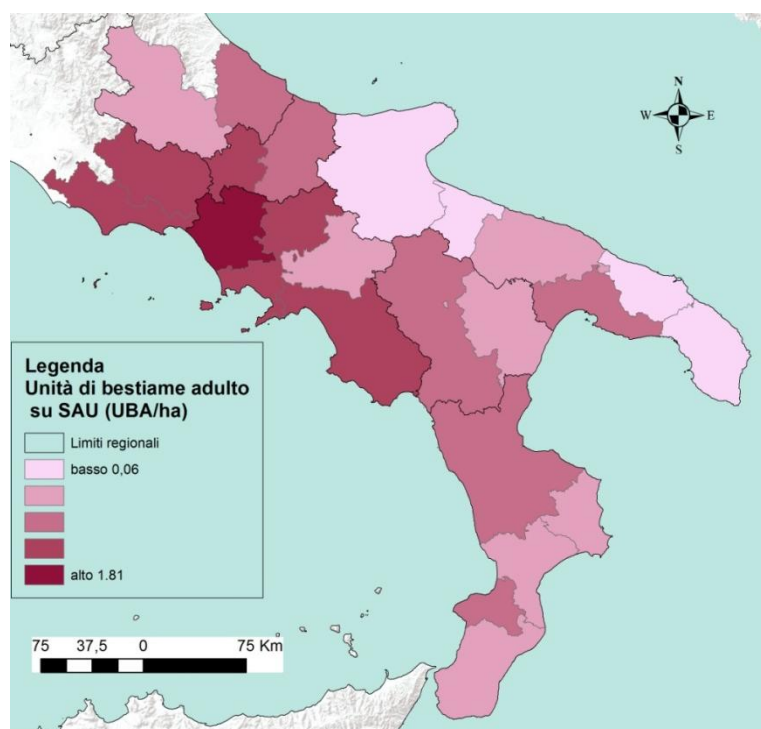 N
W E
S
Legenda
Unità di bestiame adulto
su SAU (UBA/ha)
Limiti regionali
basso 0,06
alto 1.81
75 37,5 0 75 Km